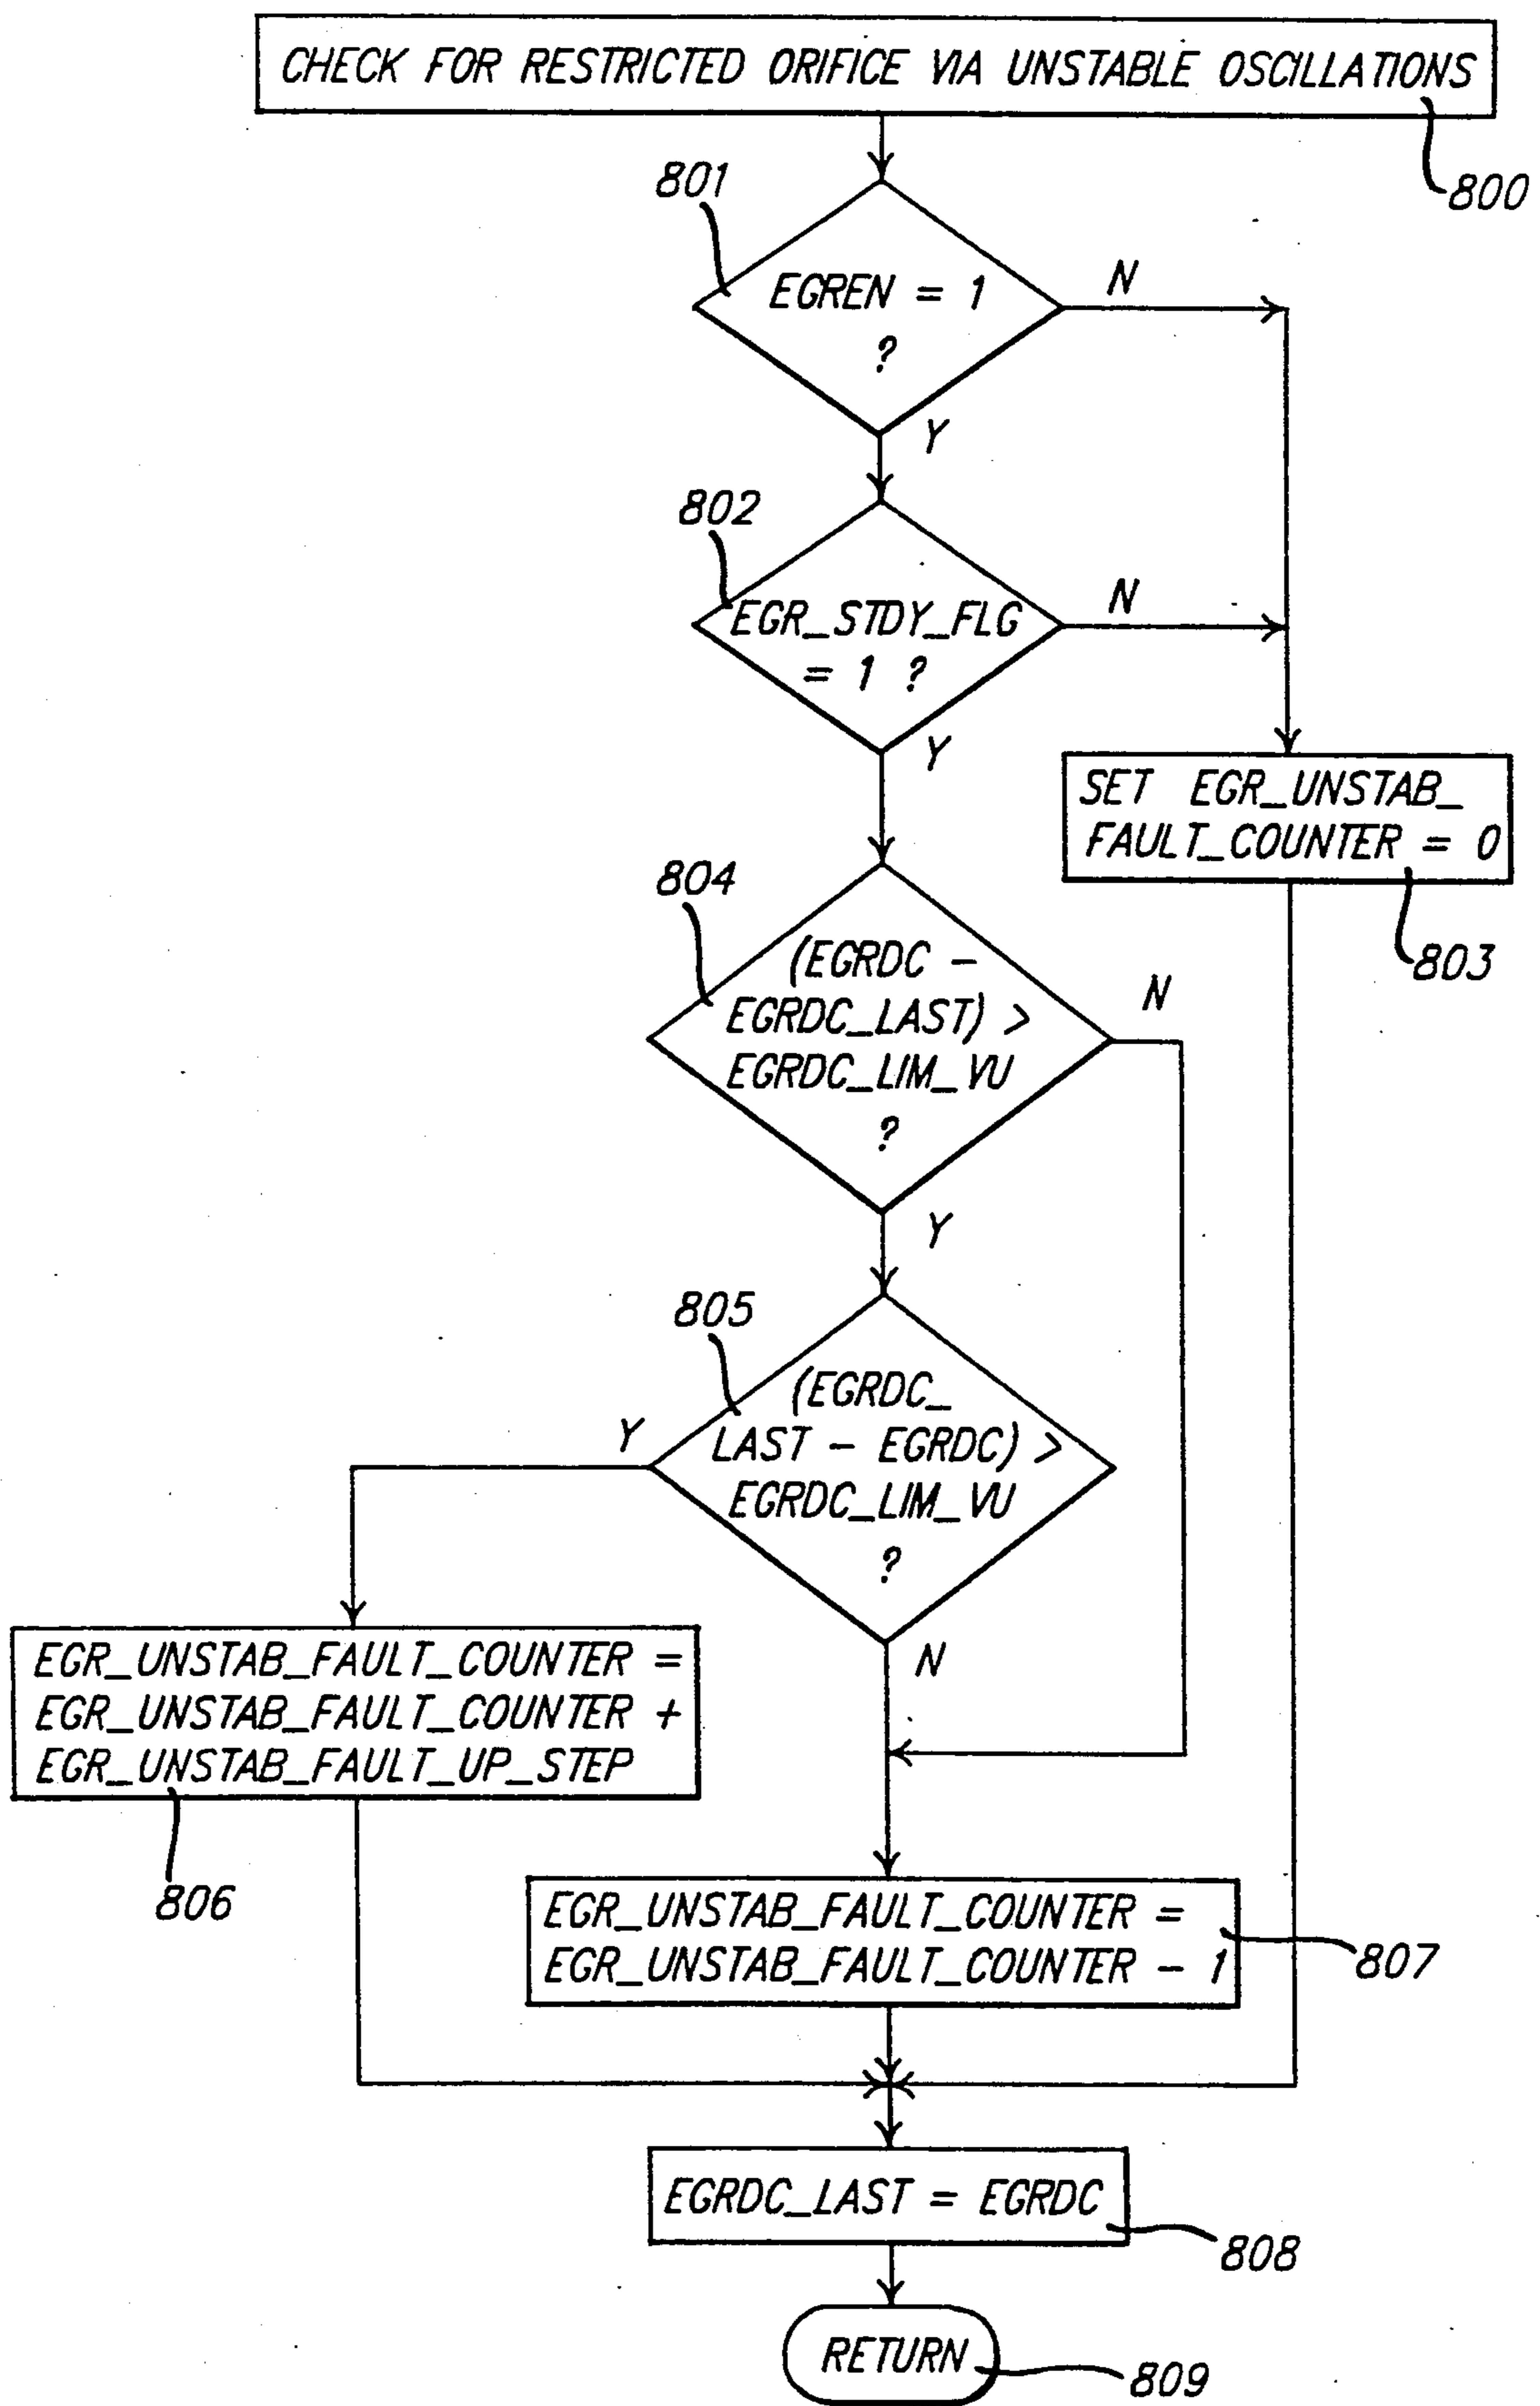 CHECK FOR RESTRICTED ORIFICE VIA UNSTABLE OSCILLATIONS
800
801
EGREN = 1
?
N
Y
802
EGR_STDY_FLG
= 1 ?
N
Y
SET EGR_UNSTAB_
FAULT_COUNTER = 0
803
804
(EGRDC -
EGRDC_LAST) >
EGRDC_LIM_VU
?
N
Y
805
(EGRDC_
LAST - EGRDC) >
EGRDC_LIM_VU
?
Y
N
EGR_UNSTAB_FAULT_COUNTER =
EGR_UNSTAB_FAULT_COUNTER +
EGR_UNSTAB_FAULT_UP_STEP
806
EGR_UNSTAB_FAULT_COUNTER =
EGR_UNSTAB_FAULT_COUNTER - 1
807
EGRDC_LAST = EGRDC
808
RETURN
809